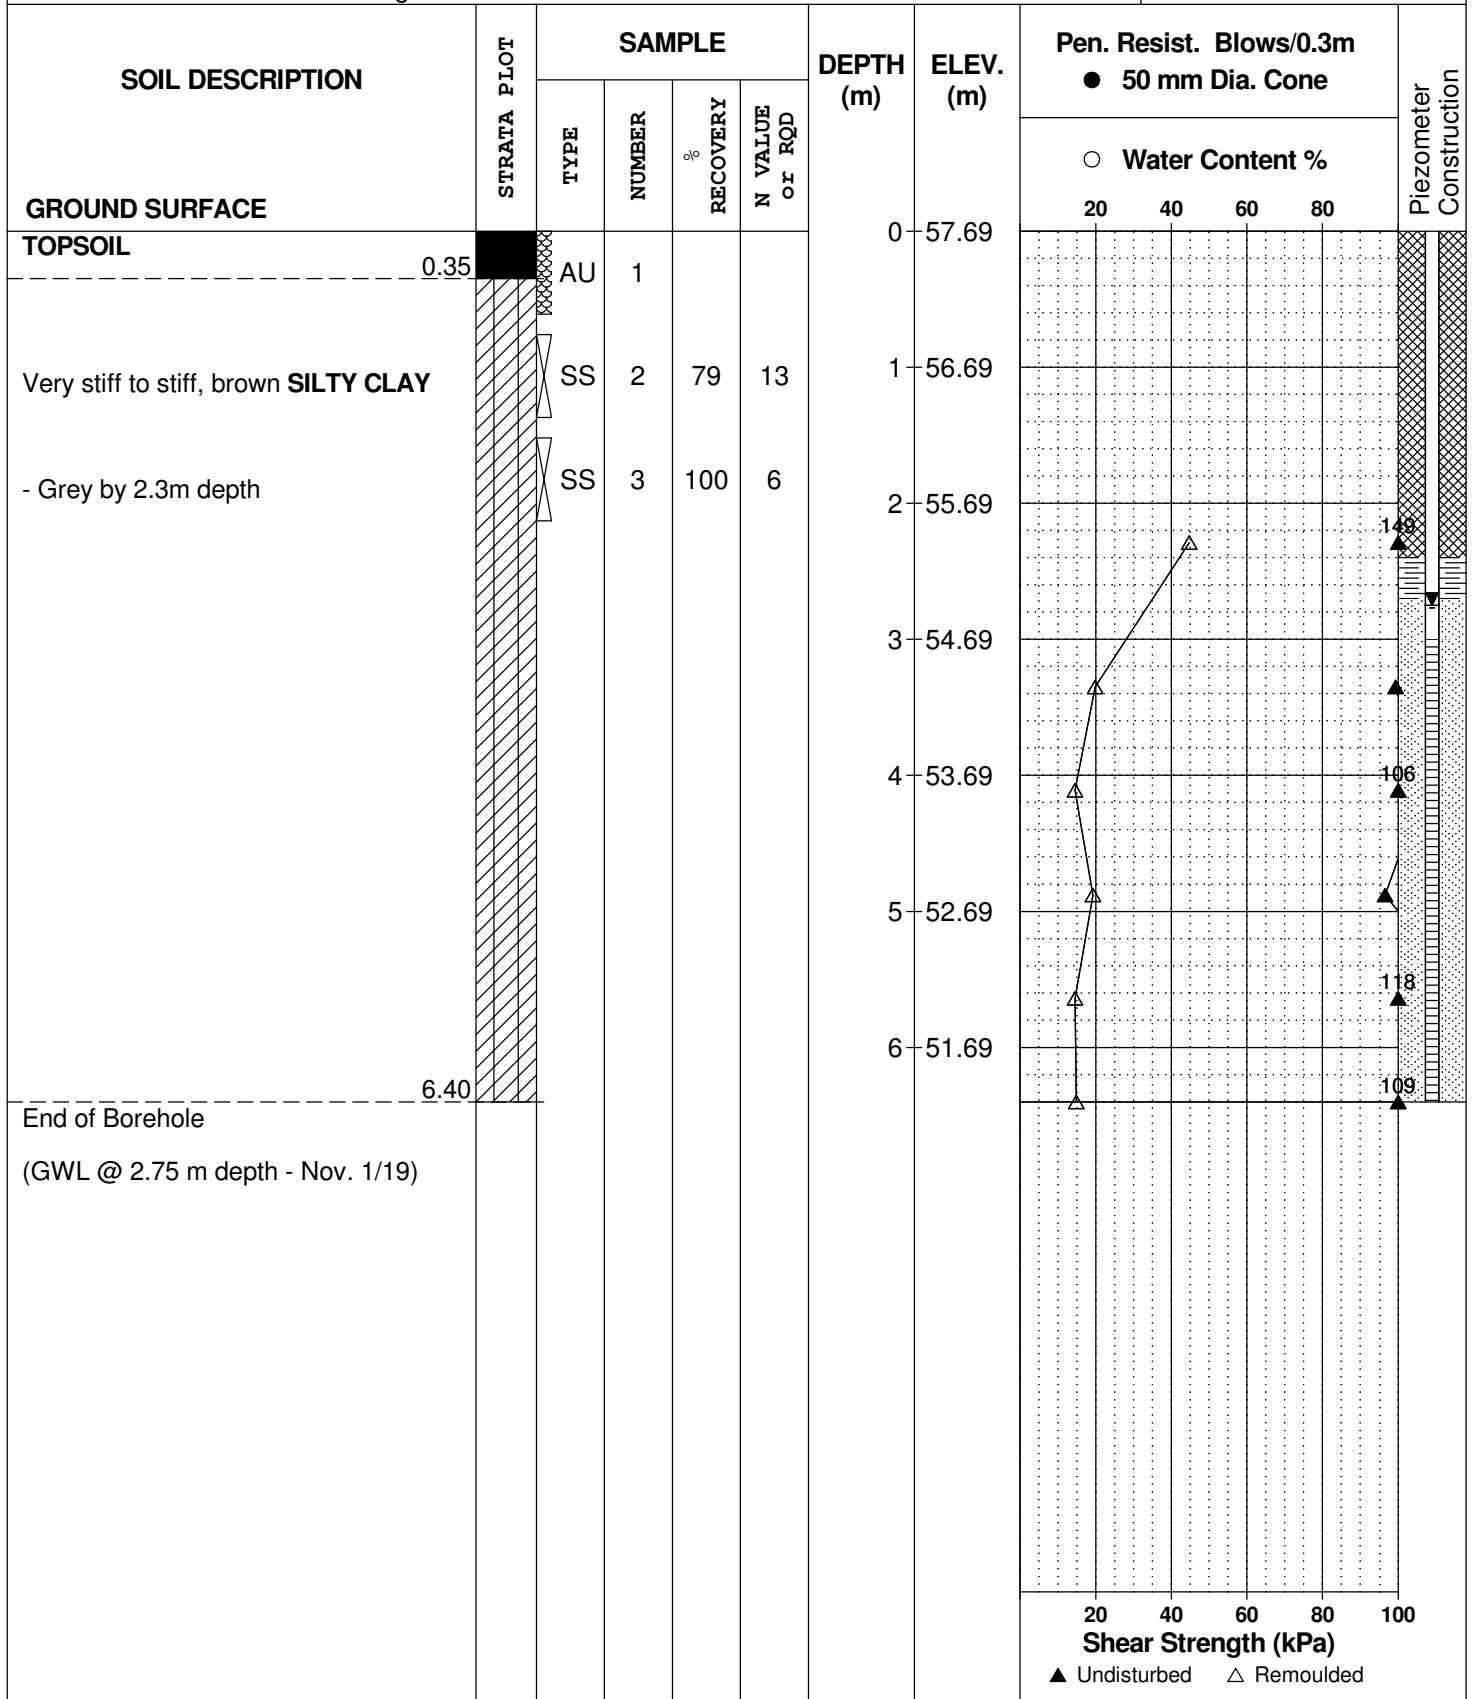 SOIL DESCRIPTION
GROUND SURFACE
STRATA PLOT
SAMPLE
TYPE
NUMBER
% RECOVERY
N VALUE or RQD
DEPTH (m)
ELEV. (m)
Pen. Resist. Blows/0.3m
● 50 mm Dia. Cone
○ Water Content %
20 40 60 80
Piezometer Construction
TOPSOIL
0.35
AU 1
0 57.69
Very stiff to stiff, brown SILTY CLAY
SS 2 79 13
1 56.69
- Grey by 2.3m depth
SS 3 100 6
2 55.69
149
3 54.69
4 53.69
106
5 52.69
118
6 51.69
6.40
109
End of Borehole
(GWL @ 2.75 m depth - Nov. 1/19)
20 40 60 80 100
Shear Strength (kPa)
▲ Undisturbed △ Remoulded